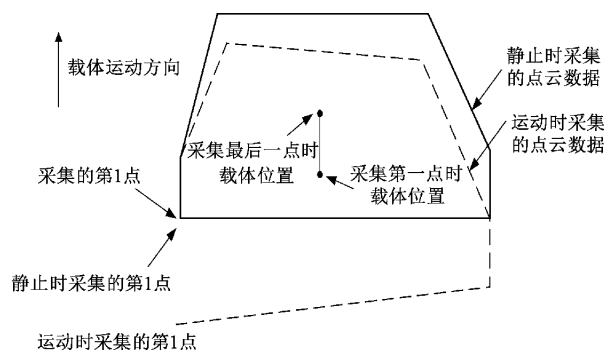 载体运动方向
静止时采集
的点云数据
运动时采集
的点云数据
采集最后一点时
载体位置
采集第一点时
载体位置
采集的第1点
静止时采集的第1点
运动时采集的第1点